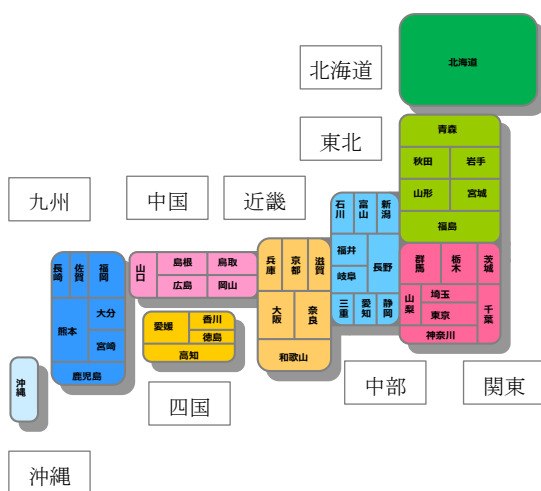 北海道
北海道
東北
青森
秋田 岩手
山形 宮城
福島
九州
中国
近畿
石川 富山 新潟
福井 長野
岐阜
三重 愛知 静岡
群馬 栃木 茨城
山梨 埼玉 千葉
東京
神奈川
兵庫 京都 滋賀
大阪 奈良
和歌山
山口 島根 鳥取
広島 岡山
長崎 佐賀 福岡
熊本 大分
宮崎
鹿児島
愛媛 香川
徳島
高知
沖縄
四国
中部
関東
沖縄